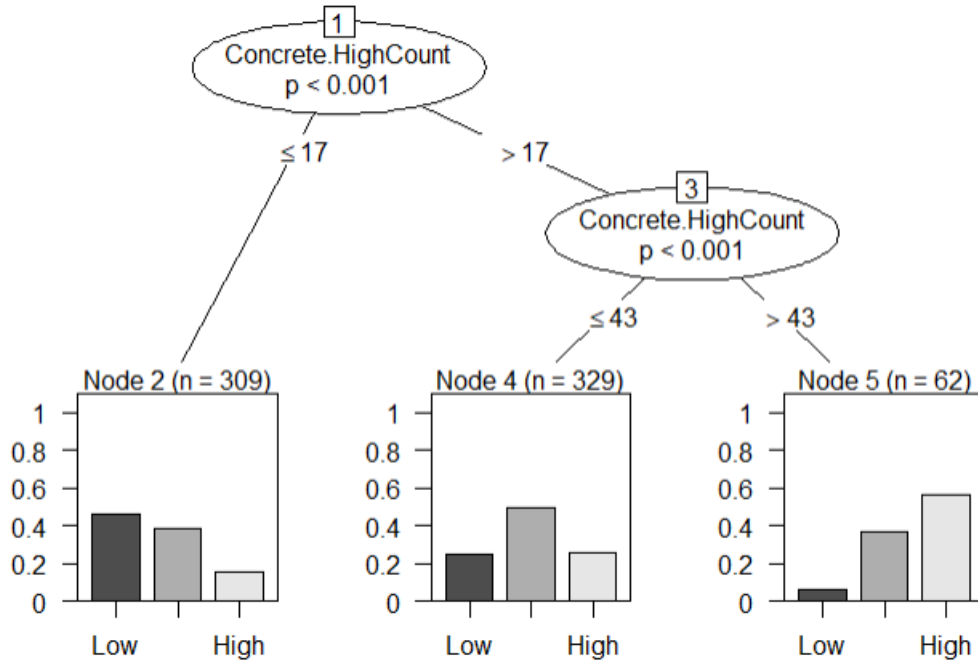 1
Concrete.HighCount
p < 0.001
≤ 17
> 17
3
Concrete.HighCount
p < 0.001
≤ 43
> 43
Node 2 (n = 309)
1
0.8
0.6
0.4
0.2
0
Low
High
Node 4 (n = 329)
1
0.8
0.6
0.4
0.2
0
Low
High
Node 5 (n = 62)
1
0.8
0.6
0.4
0.2
0
Low
High